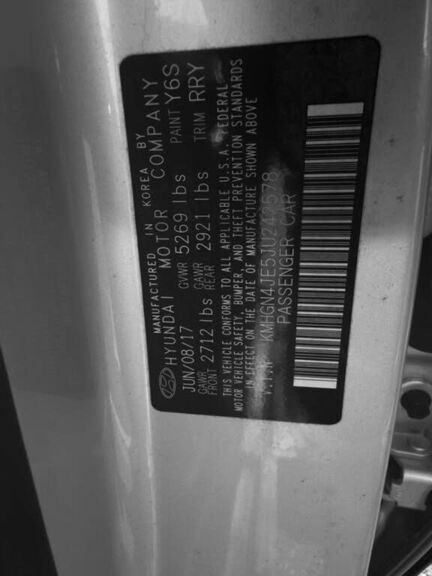 MANUFACTURED IN KOREA BY
HYUNDAI MOTOR COMPANY
JUN/08/17 GVWR 5269 lbs PAINT Y6S
GAWR FRONT 2712 lbs GAWR REAR 2921 lbs TRIM RRY
THIS VEHICLE CONFORMS TO ALL APPLICABLE U.S.A. FEDERAL
MOTOR VEHICLE SAFETY, BUMPER, AND THEFT PREVENTION STANDARDS
IN EFFECT ON THE DATE OF MANUFACTURE SHOWN ABOVE
PASSENGER CAR